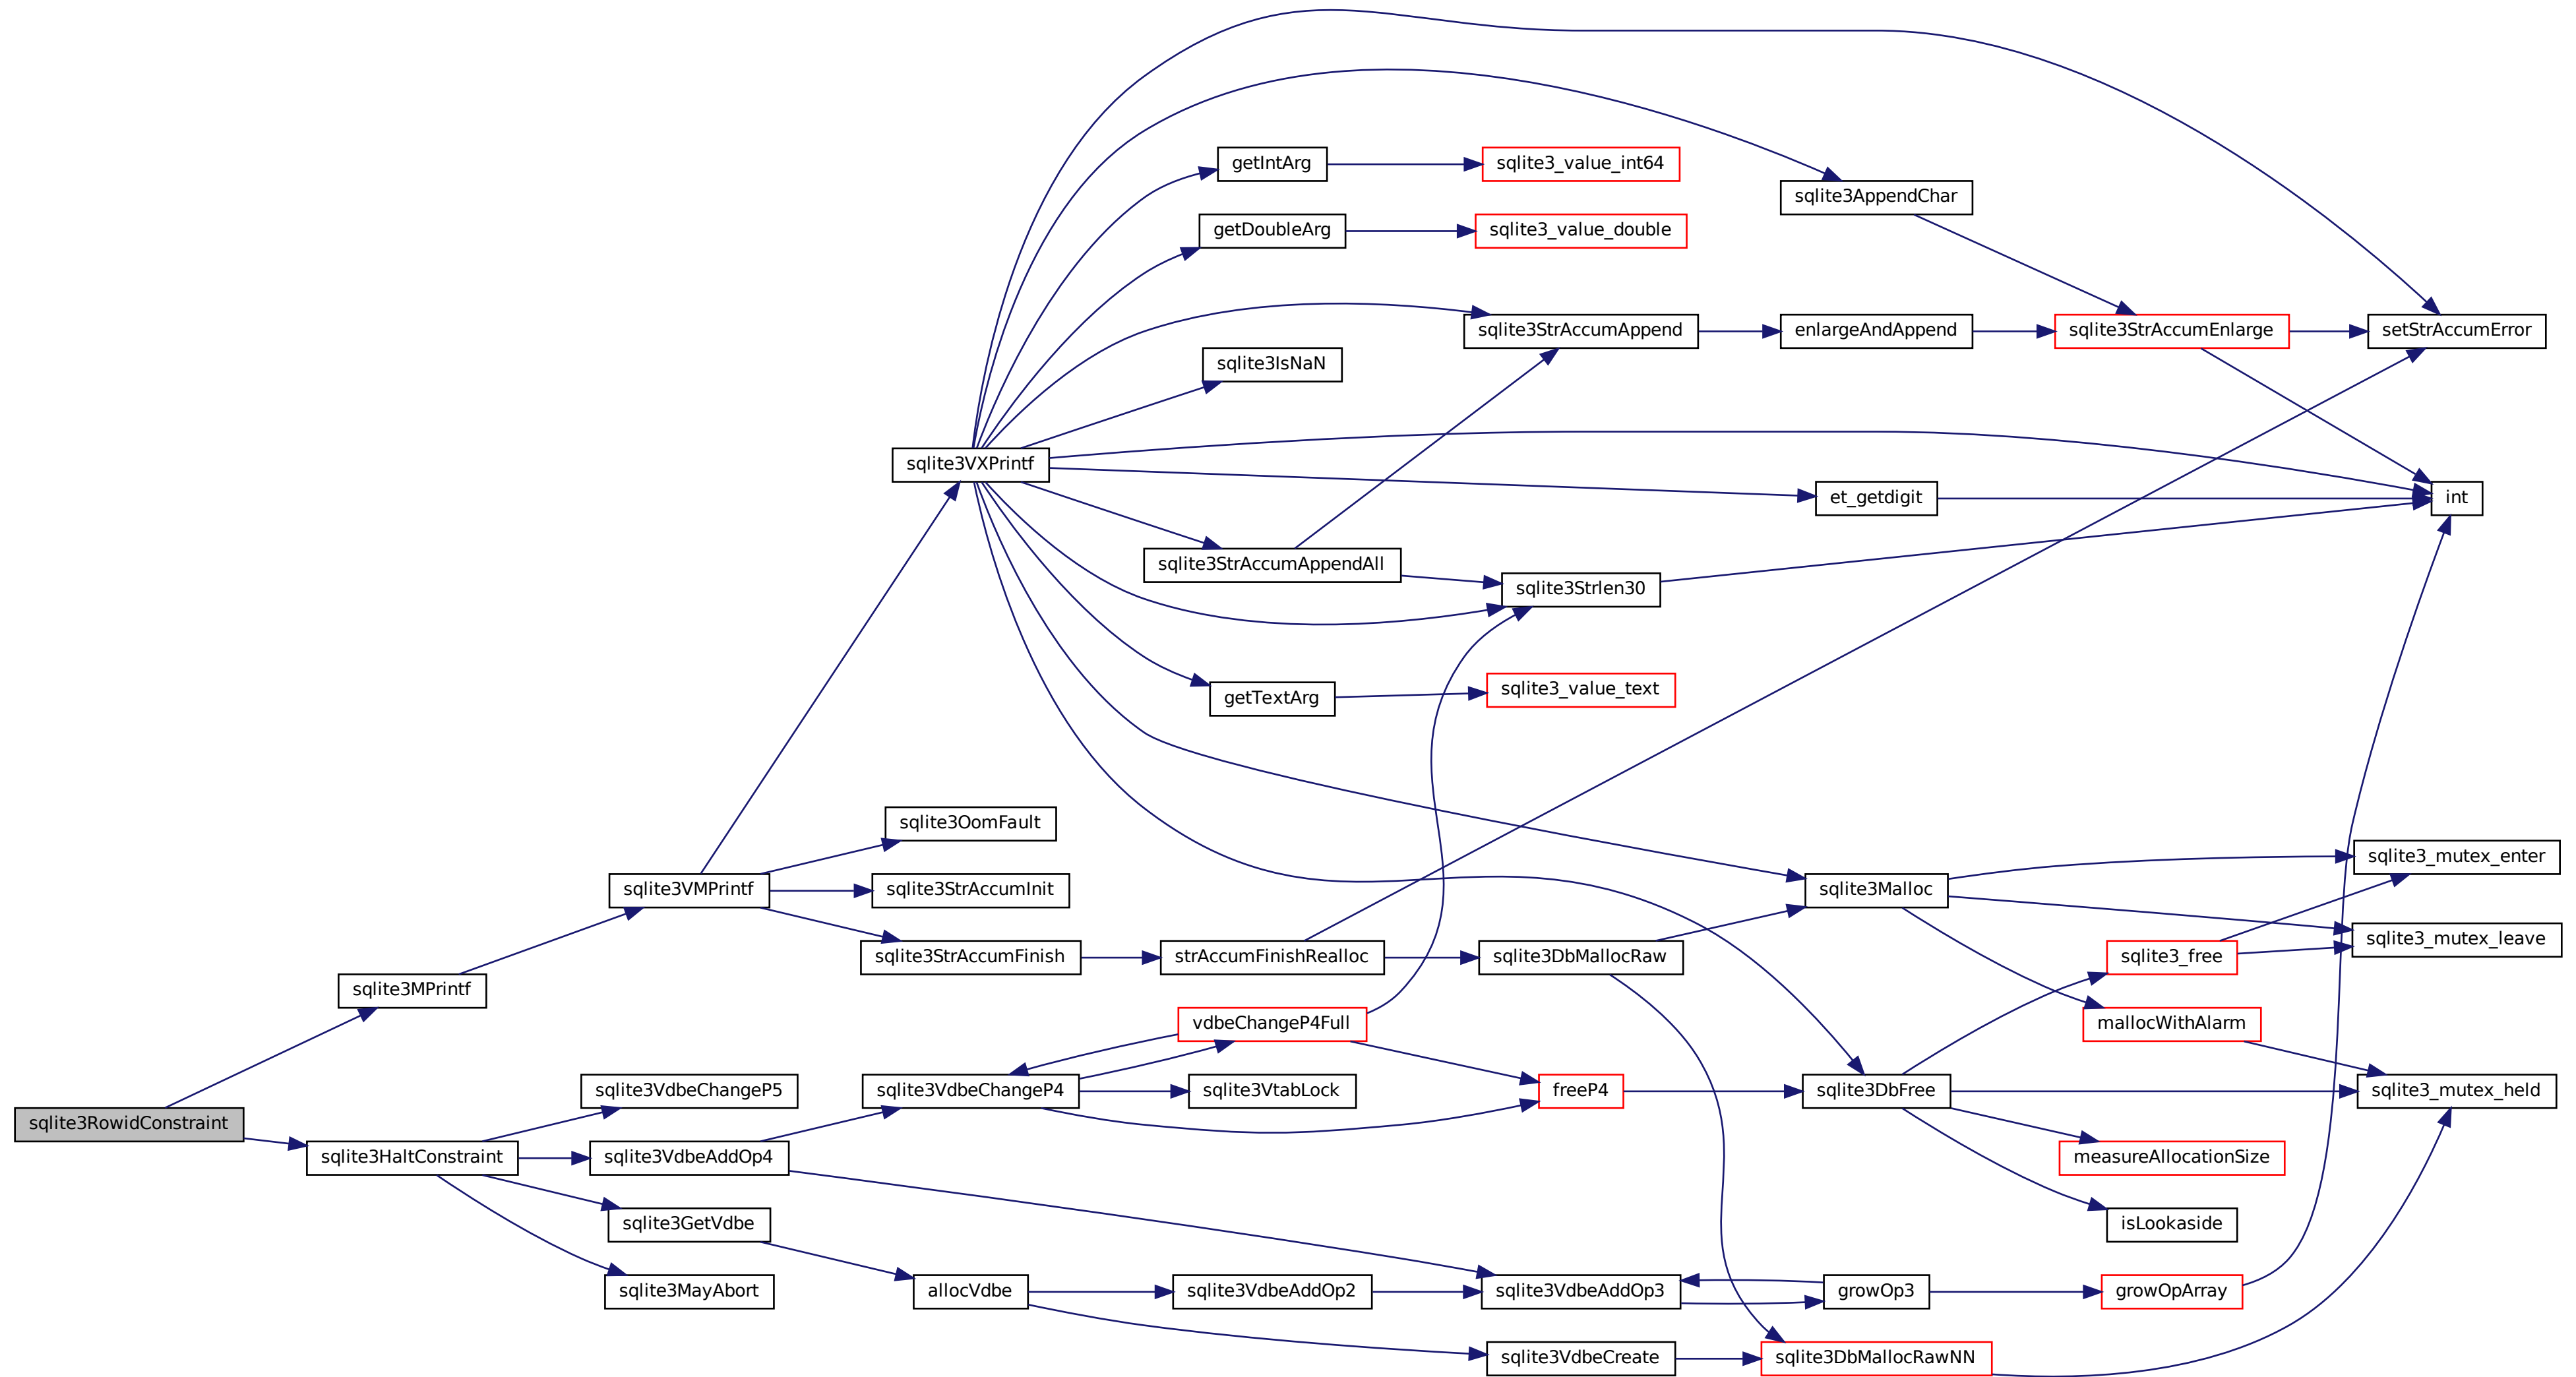 getIntArg
sqlite3_value_int64
sqlite3AppendChar
getDoubleArg
sqlite3_value_double
sqlite3StrAccumAppend
enlargeAndAppend
sqlite3StrAccumEnlarge
setStrAccumError
sqlite3IsNaN
sqlite3VXPrintf
et_getdigit
int
sqlite3StrAccumAppendAll
sqlite3Strlen30
getTextArg
sqlite3_value_text
sqlite3OomFault
sqlite3_mutex_enter
sqlite3VMPrintf
sqlite3StrAccumInit
sqlite3Malloc
sqlite3_mutex_leave
sqlite3StrAccumFinish
strAccumFinishRealloc
sqlite3DbMallocRaw
sqlite3_free
sqlite3MPrintf
vdbeChangeP4Full
mallocWithAlarm
sqlite3VdbeChangeP5
sqlite3VdbeChangeP4
sqlite3VtabLock
freeP4
sqlite3DbFree
sqlite3_mutex_held
sqlite3RowidConstraint
sqlite3HaltConstraint
sqlite3VdbeAddOp4
measureAllocationSize
sqlite3GetVdbe
isLookaside
sqlite3MayAbort
allocVdbe
sqlite3VdbeAddOp2
sqlite3VdbeAddOp3
growOp3
growOpArray
sqlite3VdbeCreate
sqlite3DbMallocRawNN